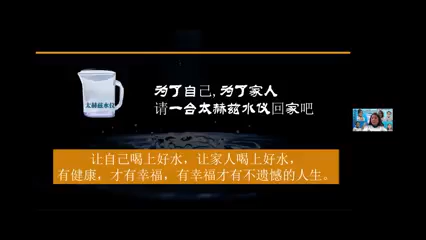 太赫兹水仪
为了自己,为了家人
请一台太赫兹水仪回家吧
让自己喝上好水，让家人喝上好水，
有健康，才有幸福，有幸福才有不遗憾的人生。